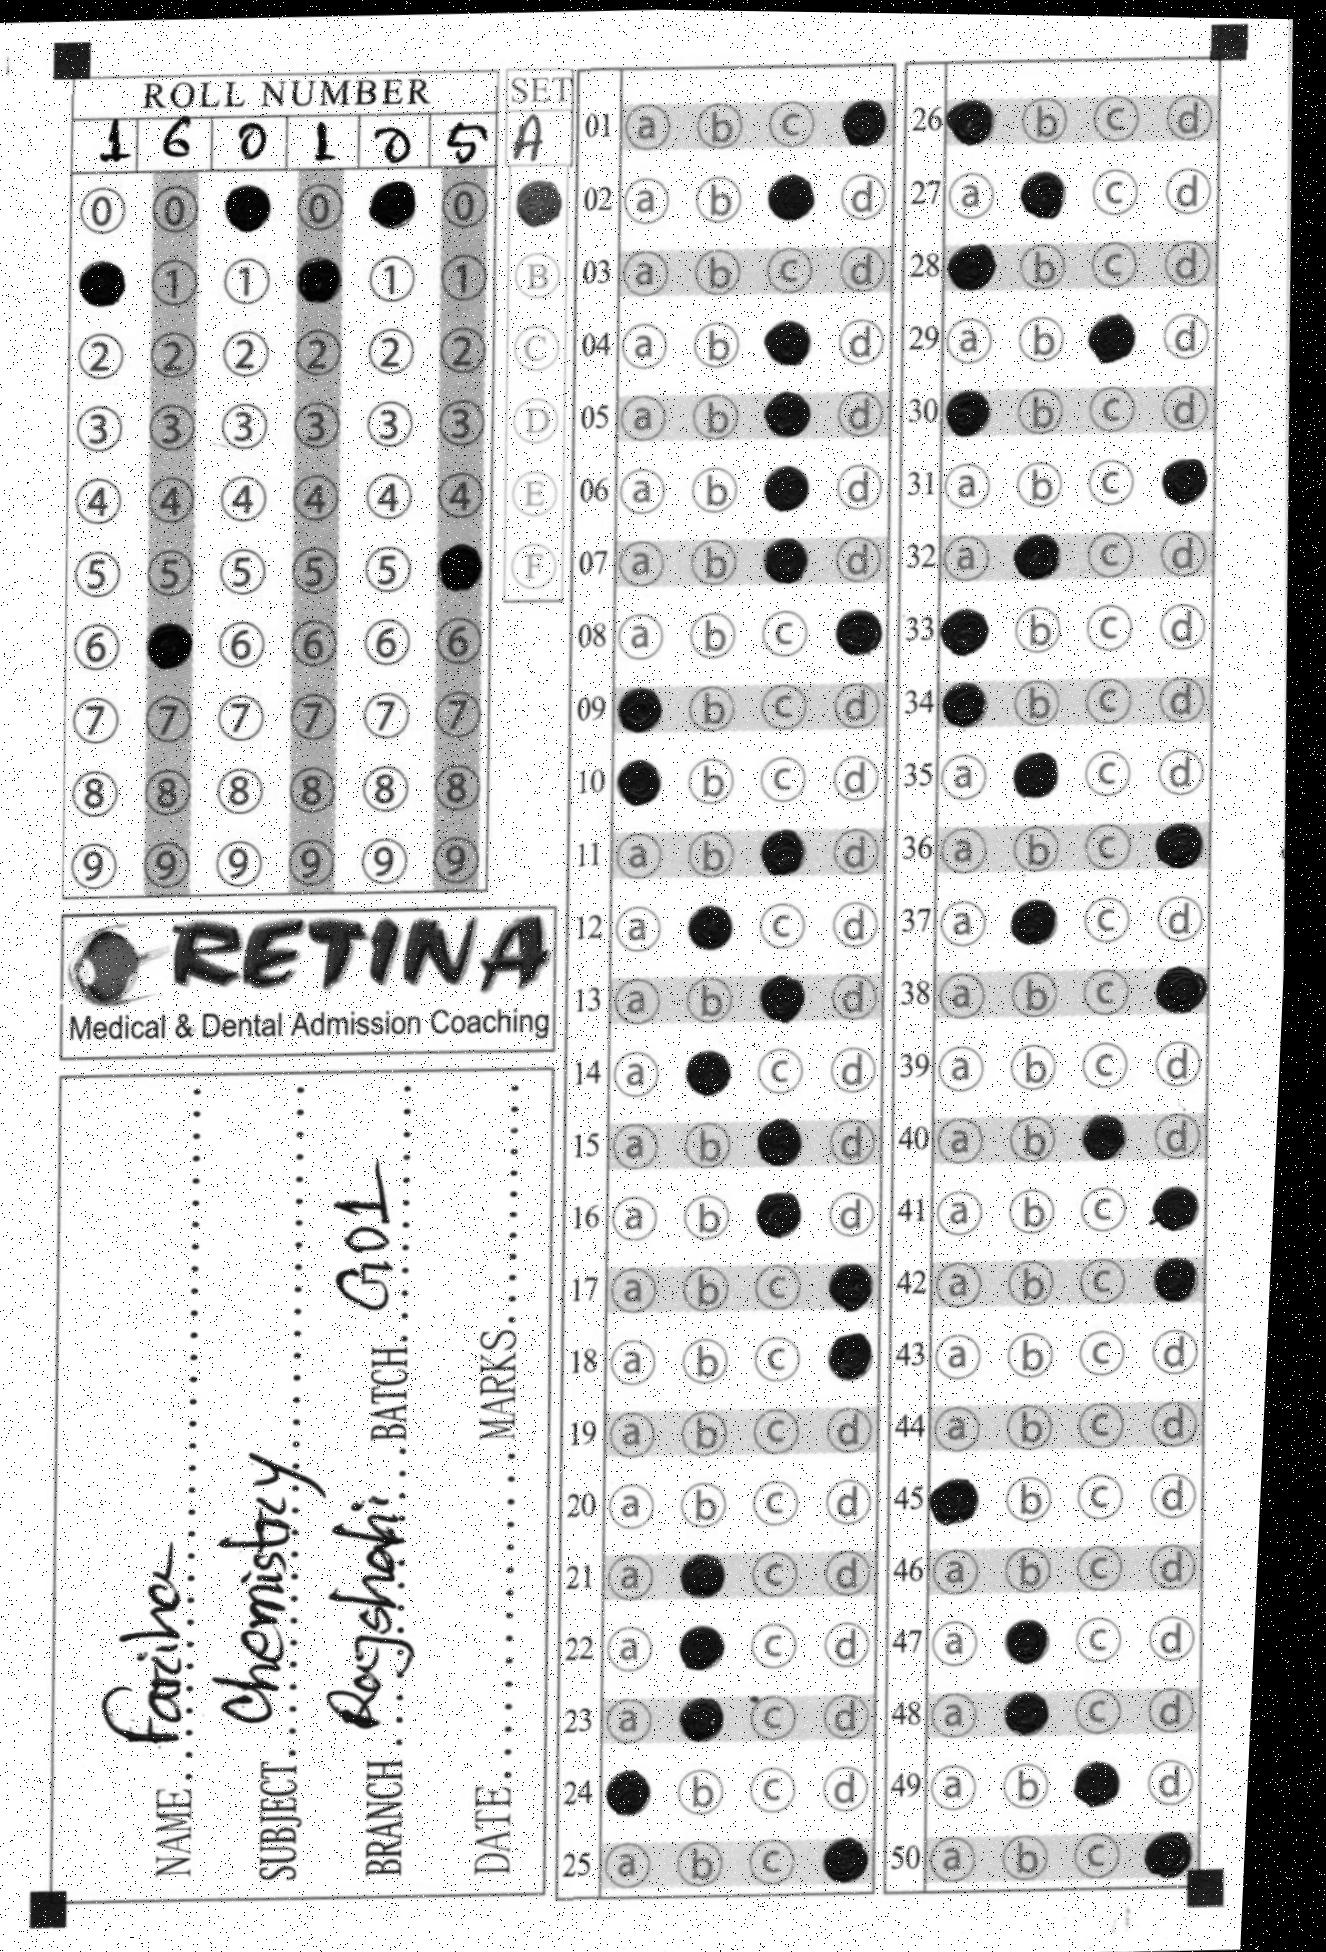 ROLL NUMBER
1 6 0 1 0 5
0 0 0 0
1 1 1 1
2 2 2 2 2 2
3 3 3 3 3 3
4 4 4 4 4 4
5 5 5 5 5
6 6 6 6 6
7 7 7 7 7 7
8 8 8 8 8 8
9 9 9 9 9 9
SET
A
B
C
D
E
F
RETINA
Medical & Dental Admission Coaching
NAME Fariha
SUBJECT Chemistry
BRANCH Rajshahi BATCH G01
DATE MARKS
01 a b c
02 a b d
03 a b c d
04 a b d
05 a b d
06 a b d
07 a b d
08 a b c
09 b c d
10 b c d
11 a b d
12 a c d
13 a b d
14 a c d
15 a b d
16 a b d
17 a b c
18 a b c
19 a b c d
20 a b c d
21 a c d
22 a c d
23 a c d
24 b c d
25 a b c
26 b c d
27 a c d
28 b c d
29 a b d
30 b c d
31 a b c
32 a c d
33 b c d
34 b c d
35 a c d
36 a b c
37 a c d
38 a b c
39 a b c d
40 a b d
41 a b c
42 a b c
43 a b c d
44 a b c d
45 b c d
46 a b c d
47 a c d
48 a c d
49 a b d
50 a b c